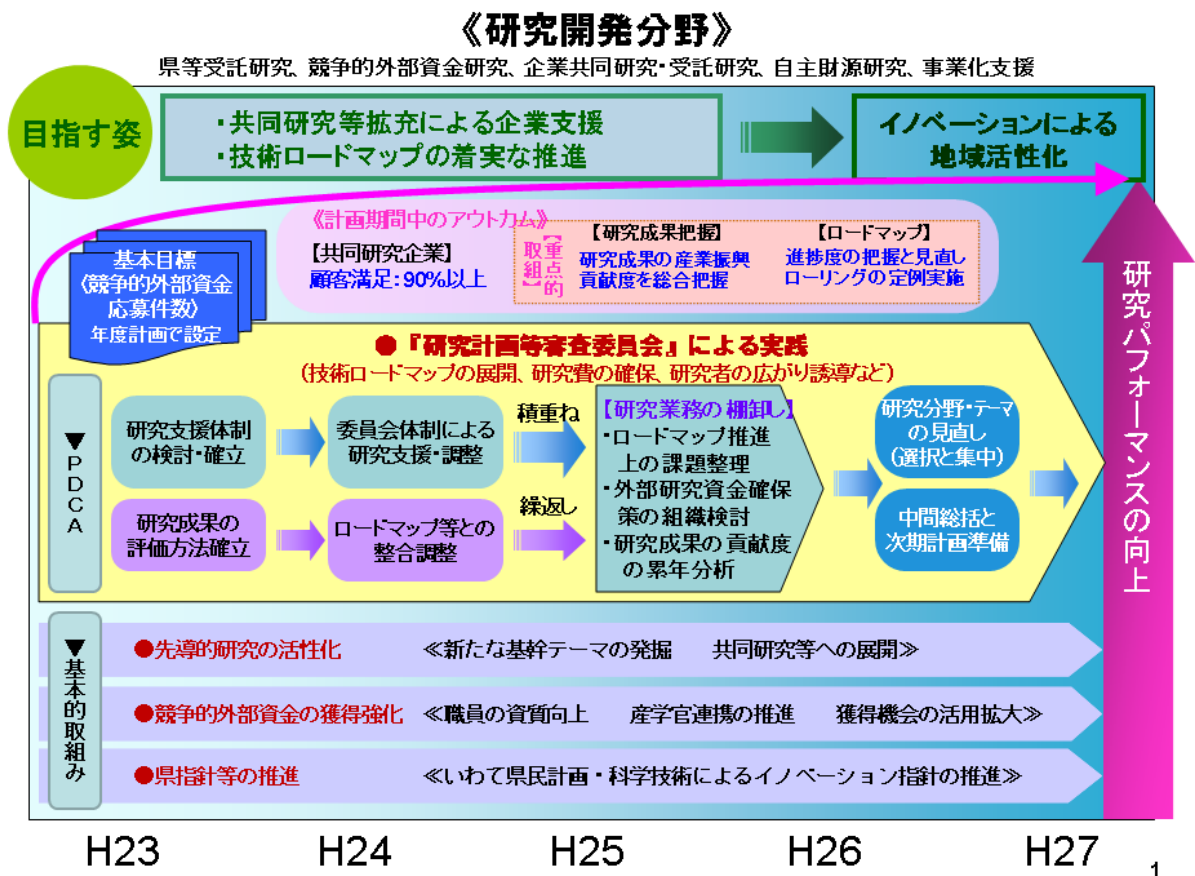 《研究開発分野》
県等受託研究、競争的外部資金研究、企業共同研究・受託研究、自主財源研究、事業化支援
目指す姿
・共同研究等拡充による企業支援
・技術ロードマップの着実な推進
イノベーションによる
地域活性化
《計画期間中のアウトカム》
【共同研究企業】
顧客満足：90%以上
【重点的
取組】
【研究成果把握】
研究成果の産業振興
貢献度を総合把握
【ロードマップ】
進捗度の把握と見直し
ローリングの定例実施
基本目標
〈競争的外部資金
応募件数〉
年度計画で設定
研究パフォーマンスの向上
●『研究計画等審査委員会』による実践
（技術ロードマップの展開、研究費の確保、研究者の広がり誘導など）
▼PDCA
研究支援体制
の検討・確立
委員会体制による
研究支援・調整
積重ね
研究成果の
評価方法確立
ロードマップ等との
整合調整
繰返し
【研究業務の棚卸し】
・ロードマップ推進
上の課題整理
・外部研究資金確保
策の組織検討
・研究成果の貢献度
の累年分析
研究分野・テーマ
の見直し
（選択と集中）
中間総括と
次期計画準備
▼基本的取組み
●先導的研究の活性化 ≪新たな基幹テーマの発掘 共同研究等への展開≫
●競争的外部資金の獲得強化 ≪職員の資質向上 産学官連携の推進 獲得機会の活用拡大≫
●県指針等の推進 ≪いわて県民計画・科学技術によるイノベーション指針の推進≫
H23 H24 H25 H26 H27
1